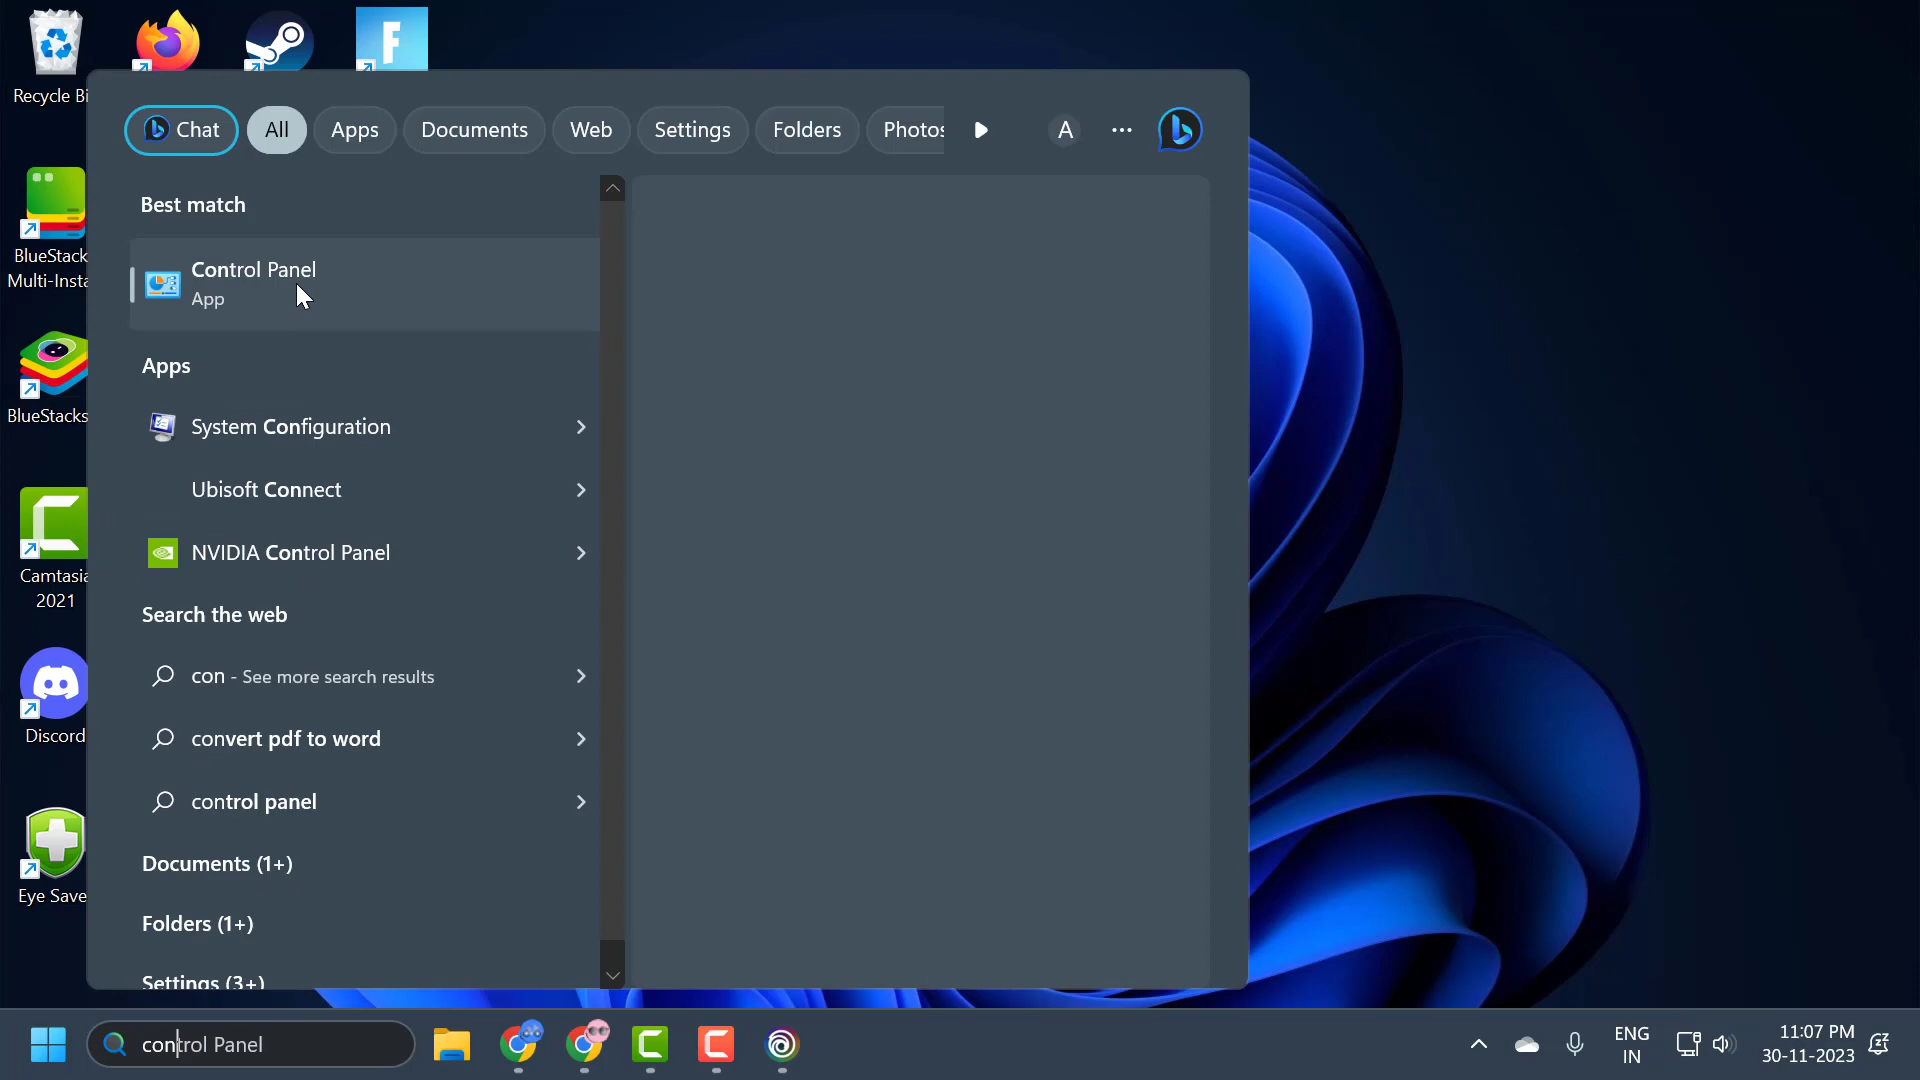 Recycle Bi
Chat
All
Apps
Documents
Web
Settings
Folders
Photos
A
Best match
Control Panel
App
Apps
System Configuration
Ubisoft Connect
NVIDIA Control Panel
Search the web
con - See more search results
convert pdf to word
control panel
Documents (1+)
Folders (1+)
Settings (3+)
BlueStack
Multi-Insta
BlueStacks
Camtasia
2021
Discord
Eye Save
control Panel
ENG
IN
11:07 PM
30-11-2023